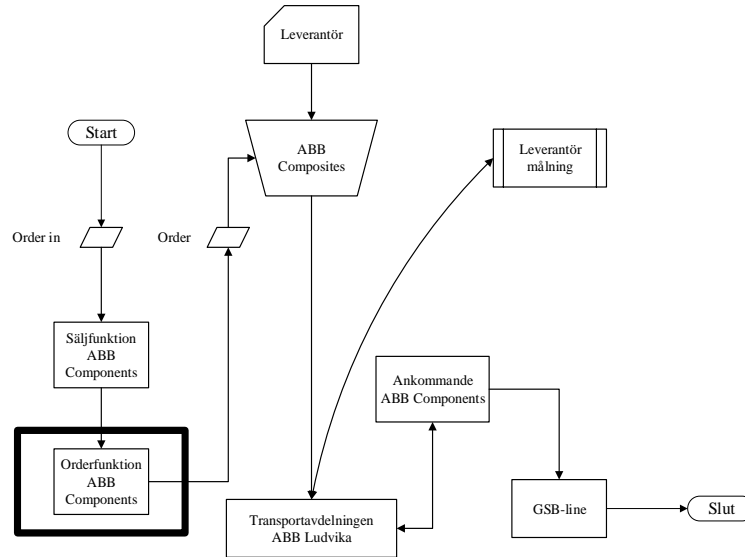 Leverantör
Start
ABB
Composites
Leverantör
målning
Order in
Order
Säljfunktion
ABB
Components
Ankommande
ABB Components
Orderfunktion
ABB
Components
Transportavdelningen
ABB Ludvika
GSB-line
Slut